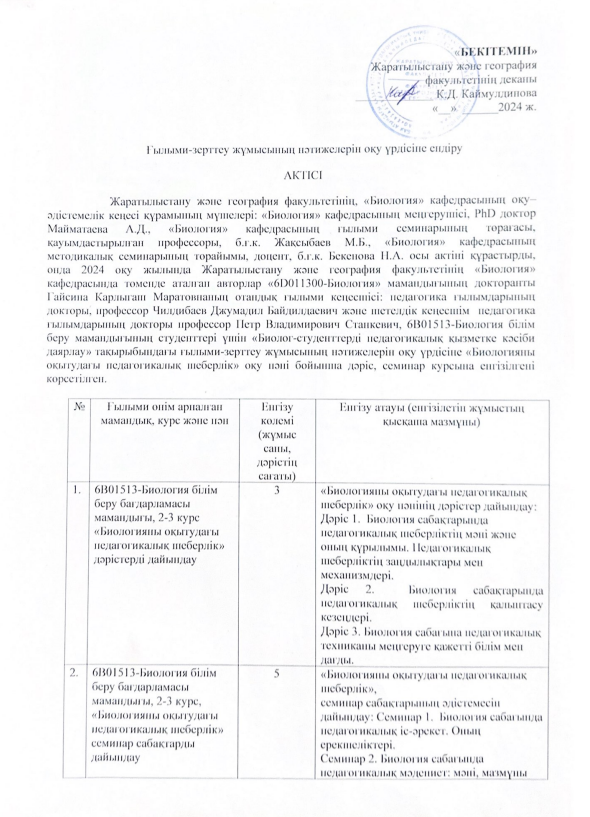 «БЕКІТЕМІН»
Жаратылыстану және география
факультетінің деканы
К.Д. Каймулдинова
«__» ______2024 ж.
Ғылыми-зерттеу жұмысының нәтижелерін оқу үрдісіне ендіру
АКТІСІ
Жаратылыстану және география факультетінің, «Биология» кафедрасының оқу–
әдістемелік кеңесі құрамының мүшелері: «Биология» кафедрасының меңгерушісі, PhD доктор
Майматаева А.Д., «Биология» кафедрасының ғылыми семинарының төрағасы,
қауымдастырылған профессоры, б.ғ.к. Жаксыбаев М.Б., «Биология» кафедрасының
методикалық семинарының торайымы, доцент, б.ғ.к. Бекенова Н.А. осы актіні құрастырды,
онда 2024 оқу жылында Жаратылыстану және география факультетінің «Биология»
кафедрасында төменде аталған авторлар «6D011300-Биология» мамандығының докторанты
Гайсина Карлыгаш Маратовнаның отандық ғылыми кеңесшісі: педагогика ғылымдарының
докторы, профессор Чилдибаев Джумадил Байдилдаевич және шетелдік кеңесшім педагогика
ғылымдарының докторы профессор Петр Владимирович Станкевич, 6B01513-Биология білім
беру мамандығының студенттері үшін «Биолог-студенттерді педагогикалық қызметке кәсіби
даярлау» тақырыбындағы ғылыми-зерттеу жұмысының нәтижелерін оқу үрдісіне «Биологияны
оқытудағы педагогикалық шеберлік» оқу пәні бойынша дәріс, семинар курсына енгізілгені
көрсетілген.
№ Ғылыми өнім арналған мамандық, курс және пән
Енгізу көлемі (жұмыс саны, дәрістің сағаты)
Енгізу атауы (енгізілетін жұмыстың қысқаша мазмұны)
1. 6B01513-Биология білім
беру бағдарламасы
мамандығы, 2-3 курс
«Биологияны оқытудағы
педагогикалық шеберлік»
дәрістерді дайындау
3
«Биологияны оқытудағы педагогикалық
шеберлік» оқу пәнінің дәрістер дайындау:
Дәріс 1. Биология сабақтарында
педагогикалық шеберліктің мәні және
оның құрылымы. Педагогикалық
шеберліктің заңдылықтары мен
механизмдері.
Дәріс 2. Биология сабақтарында
педагогикалық шеберліктің қалыптасу
кезеңдері.
Дәріс 3. Биология сабағына педагогикалық
техниканы меңгеруге қажетті білім мен
дағды.
2. 6B01513-Биология білім
беру бағдарламасы
мамандығы, 2-3 курс,
«Биологияны оқытудағы
педагогикалық шеберлік»
семинар сабақтарды
дайындау
5
«Биологияны оқытудағы педагогикалық
шеберлік»,
семинар сабақтарының әдістемесін
дайындау: Семинар 1. Биология сабағында
педагогикалық іс-әрекет. Оның
ерекшеліктері.
Семинар 2. Биология сабағында
педагогикалық мәдениет: мәні, мазмұны